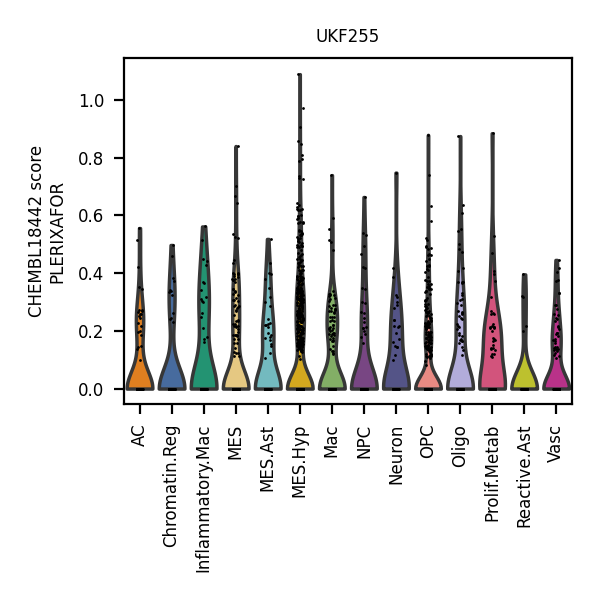 UKF255
CHEMBL18442 score
PLERIXAFOR
1.0
0.8
0.6
0.4
0.2
0.0
AC
Chromatin.Reg
Inflammatory.Mac
MES
MES.Ast
MES.Hyp
Mac
NPC
Neuron
OPC
Oligo
Prolif.Metab
Reactive.Ast
Vasc